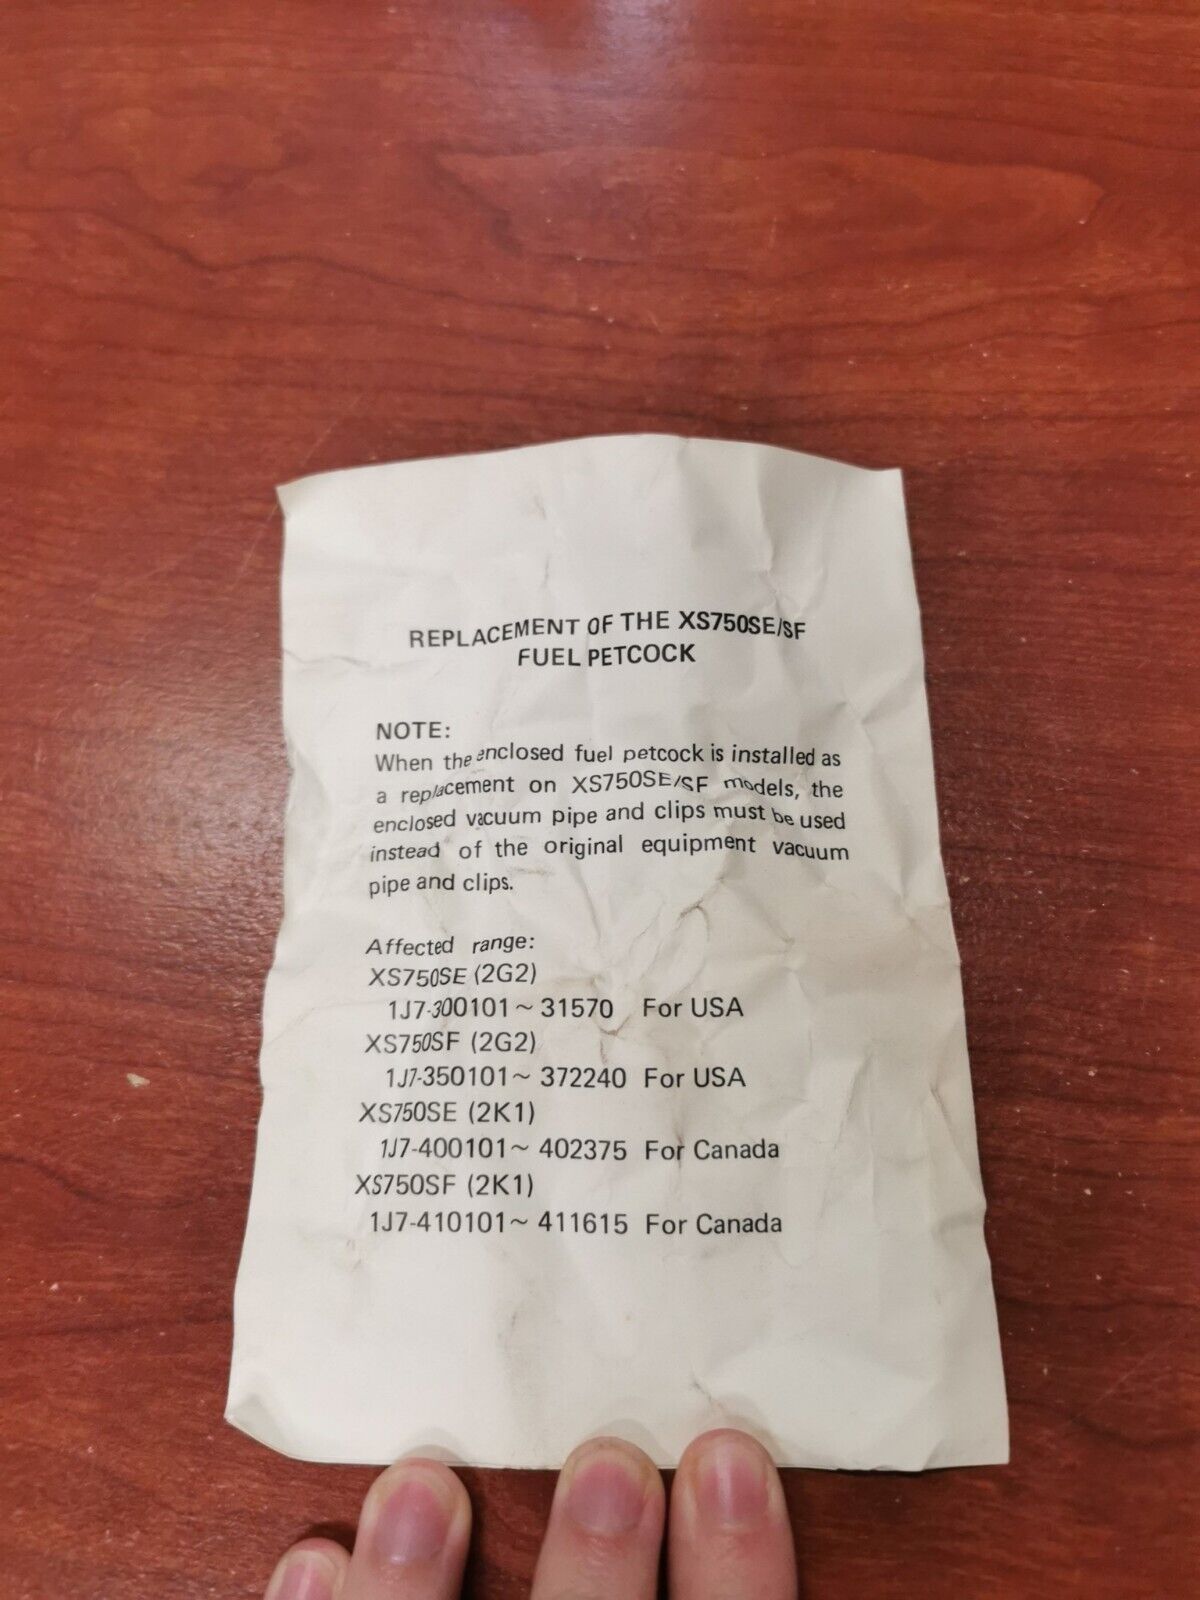 REPLACEMENT OF THE XS750SE/SF
FUEL PETCOCK
NOTE:
When the enclosed fuel petcock is installed as
a replacement on XS750SE/SF models, the
enclosed vacuum pipe and clips must be used
instead of the original equipment vacuum
pipe and clips.
Affected range:
XS750SE (2G2)
1J7-300101~ 31570 For USA
XS750SF (2G2)
1J7-350101~ 372240 For USA
XS750SE (2K1)
1J7-400101~ 402375 For Canada
XS750SF (2K1)
1J7-410101~ 411615 For Canada